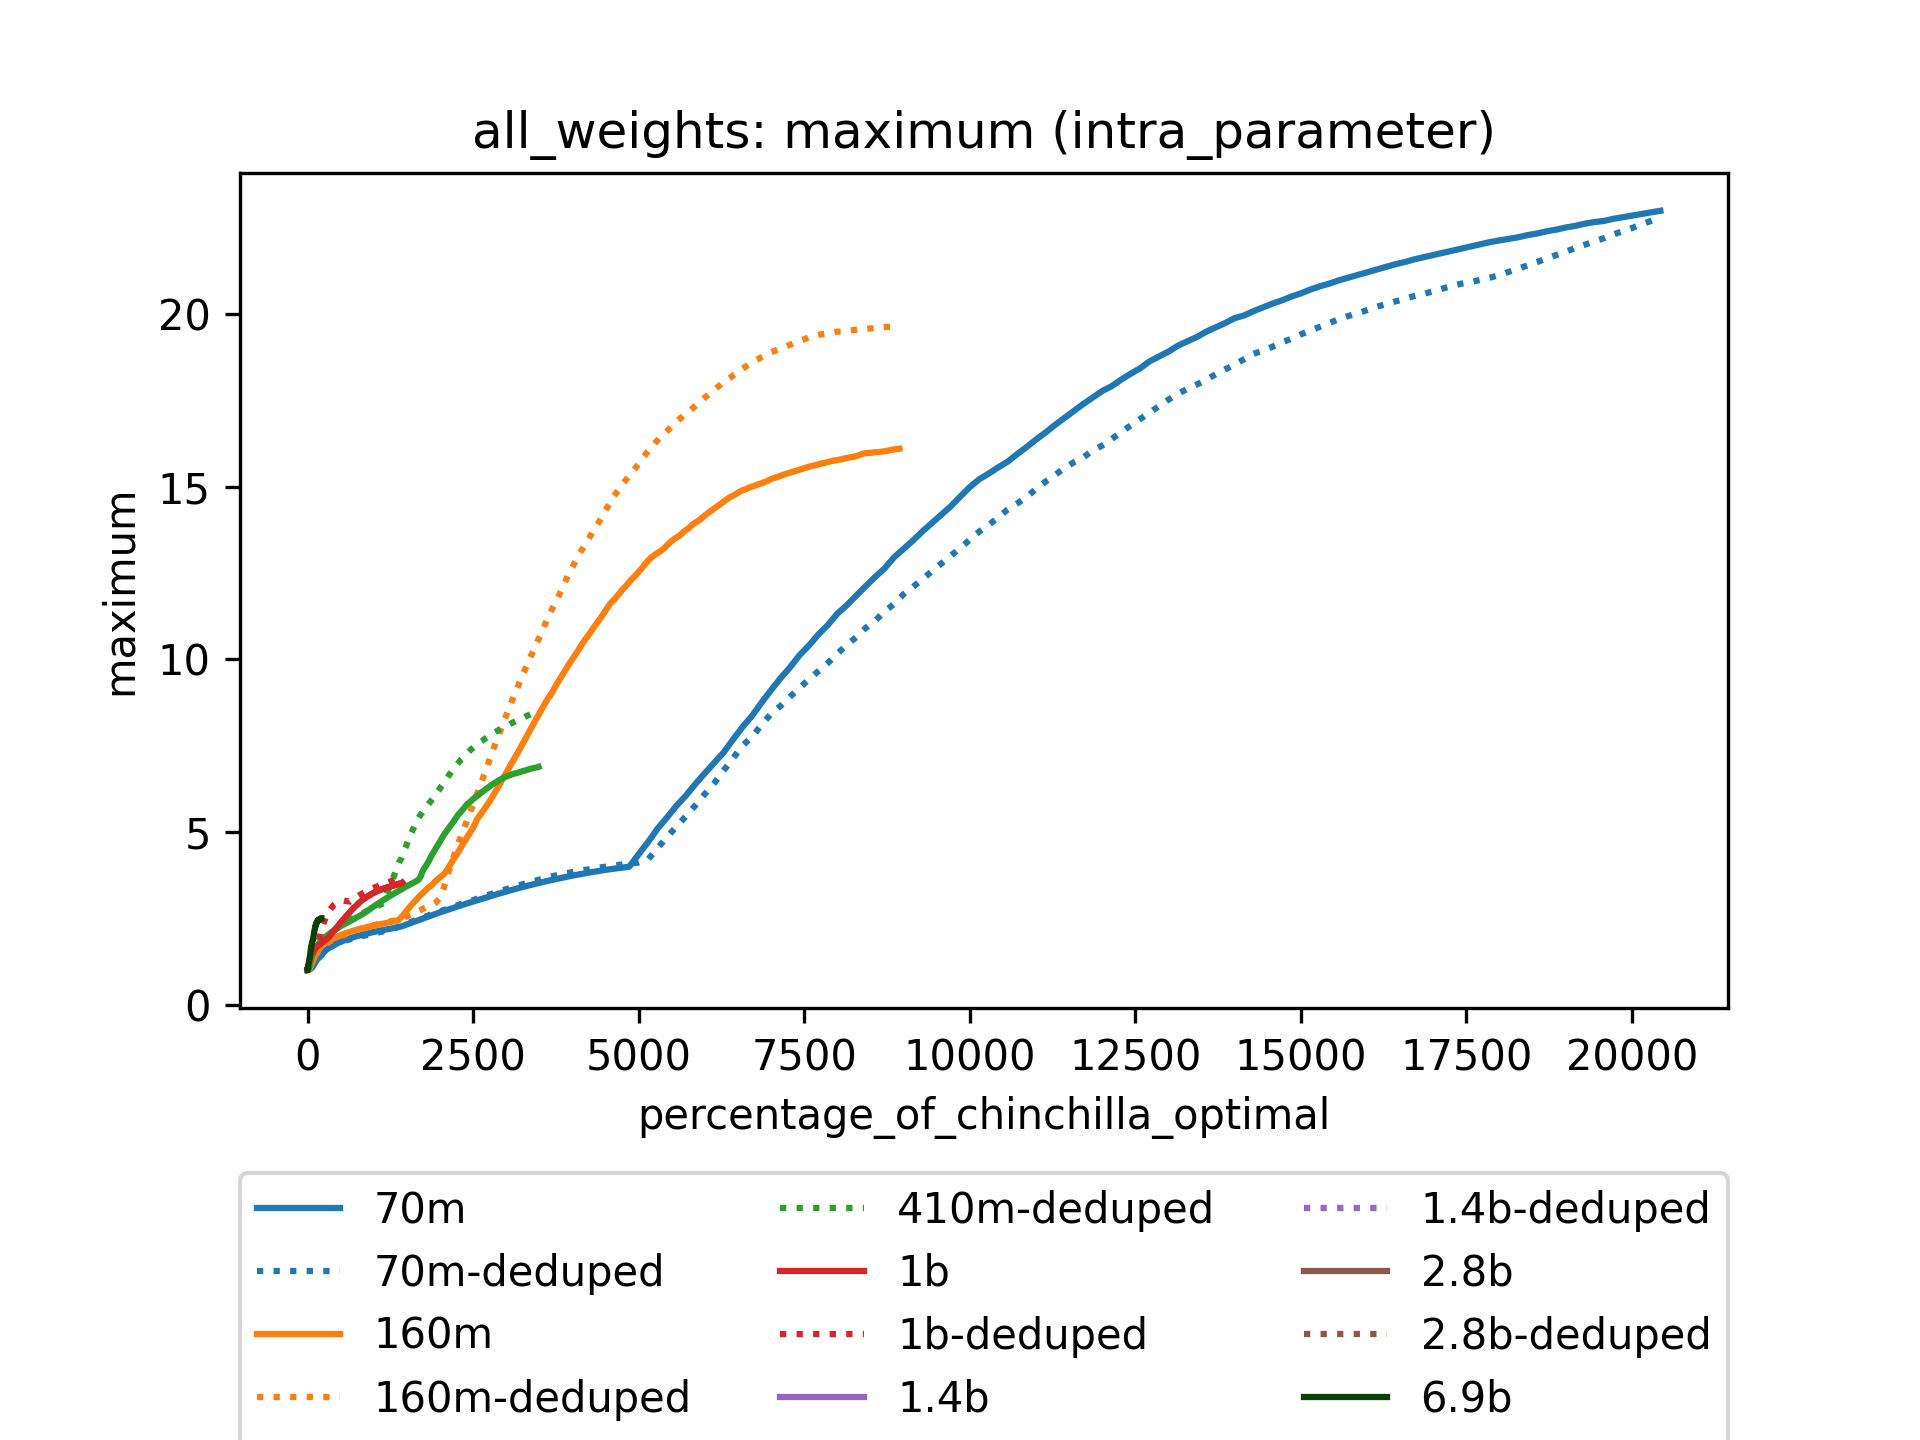 all_weights: maximum (intra_parameter)
maximum
20
15
10
5
0
0 2500 5000 7500 10000 12500 15000 17500 20000
percentage_of_chinchilla_optimal
70m 410m-deduped 1.4b-deduped
70m-deduped 1b 2.8b
160m 1b-deduped 2.8b-deduped
160m-deduped 1.4b 6.9b